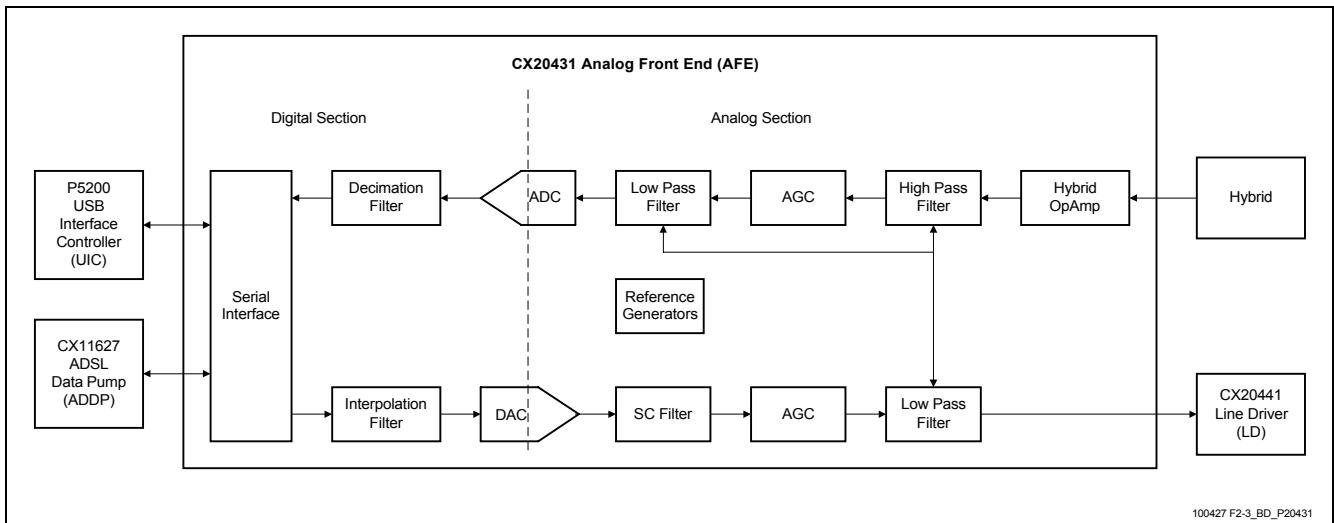 CX20431 Analog Front End (AFE)
Digital Section
Analog Section
P5200
USB
Interface
Controller
(UIC)
Decimation
Filter
ADC
Low Pass
Filter
AGC
High Pass
Filter
Hybrid
OpAmp
Hybrid
Serial
Interface
Reference
Generators
CX11627
ADSL
Data Pump
(ADDP)
Interpolation
Filter
DAC
SC Filter
AGC
Low Pass
Filter
CX20441
Line Driver
(LD)
100427 F2-3_BD_P20431